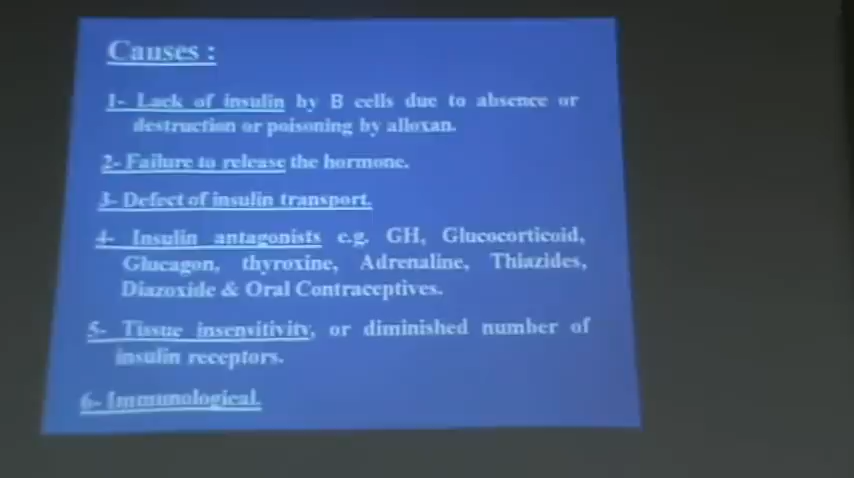 Causes :
1- Lack of insulin by B cells due to absence or
destruction or poisoning by alloxan.
2- Failure to release the hormone.
3- Defect of insulin transport.
4- Insulin antagonists e.g. GH, Glucocorticoid,
Glucagon, thyroxine, Adrenaline, Thiazides,
Diazoxide & Oral Contraceptives.
5- Tissue insensitivity, or diminished number of
insulin receptors.
6- Immunological.